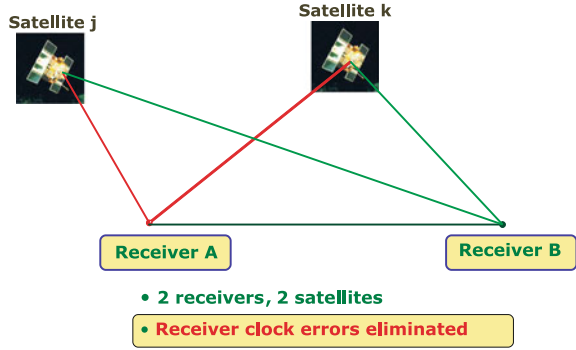 Satellite j
Satellite k
Receiver A
Receiver B
• 2 receivers, 2 satellites
• Receiver clock errors eliminated